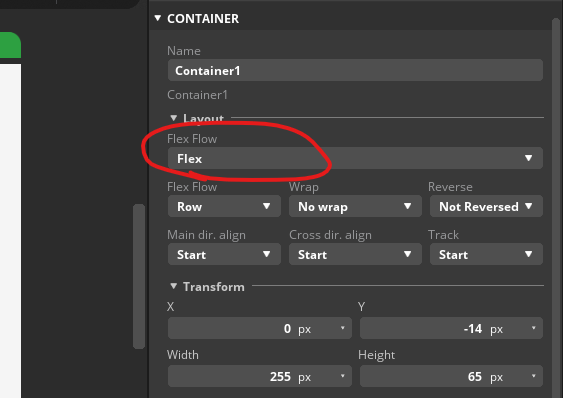 CONTAINER
Name
Container1
Container1
Layout
Flex Flow
Flex
Flex Flow Wrap Reverse
Row No wrap Not Reversed
Main dir. align Cross dir. align Track
Start Start Start
Transform
X Y
0 px -14 px
Width Height
255 px 65 px